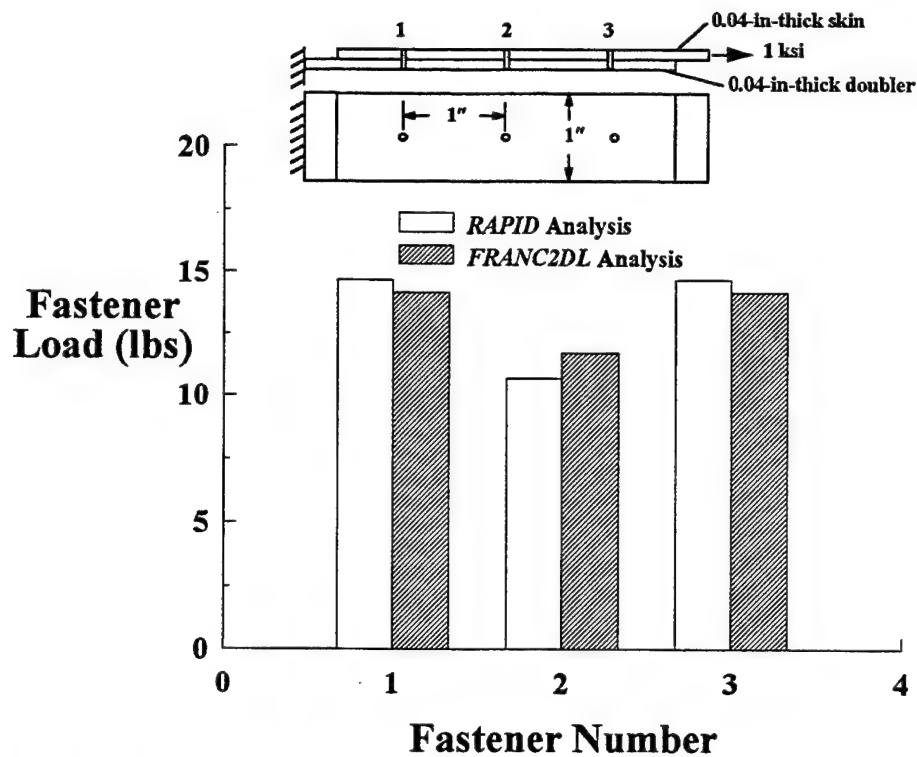 1 2 3
0.04-in-thick skin
1 ksi
0.04-in-thick doubler
1"
1"
RAPID Analysis
FRANC2DL Analysis
Fastener
Load (lbs)
20
15
10
5
0
0 1 2 3 4
Fastener Number